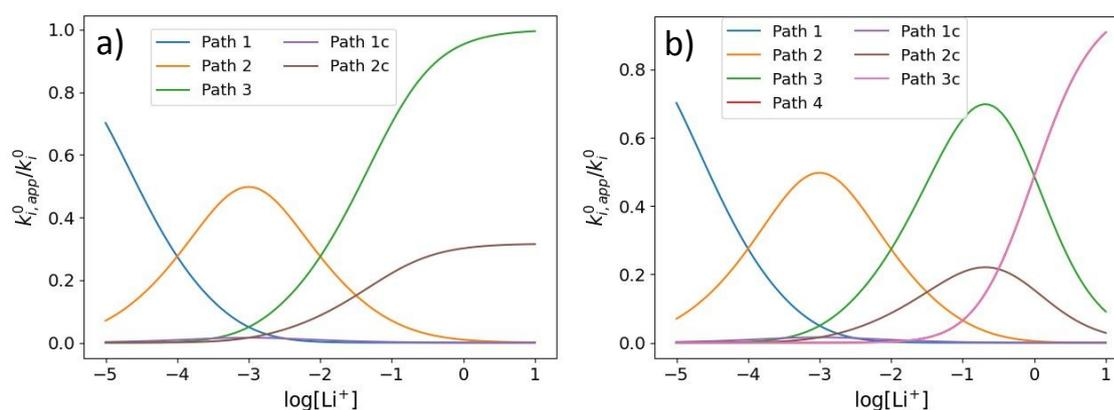 a)
Path 1
Path 2
Path 3
Path 1c
Path 2c
1.0
0.8
0.6
0.4
0.2
0.0
k⁰i,app/k⁰i
−5 −4 −3 −2 −1 0 1
log[Li⁺]
b)
Path 1
Path 2
Path 3
Path 4
Path 1c
Path 2c
Path 3c
0.8
0.6
0.4
0.2
0.0
k⁰i,app/k⁰i
−5 −4 −3 −2 −1 0 1
log[Li⁺]